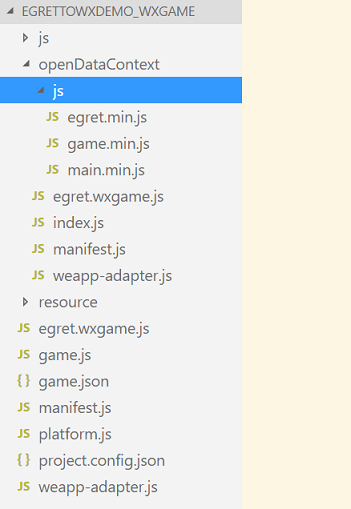 EGRETTOWXDEMO_WXGAME
js
openDataContext
js
JS egret.min.js
JS game.min.js
JS main.min.js
JS egret.wxgame.js
JS index.js
JS manifest.js
JS weapp-adapter.js
resource
JS egret.wxgame.js
JS game.js
{ } game.json
JS manifest.js
JS platform.js
{ } project.config.json
JS weapp-adapter.js